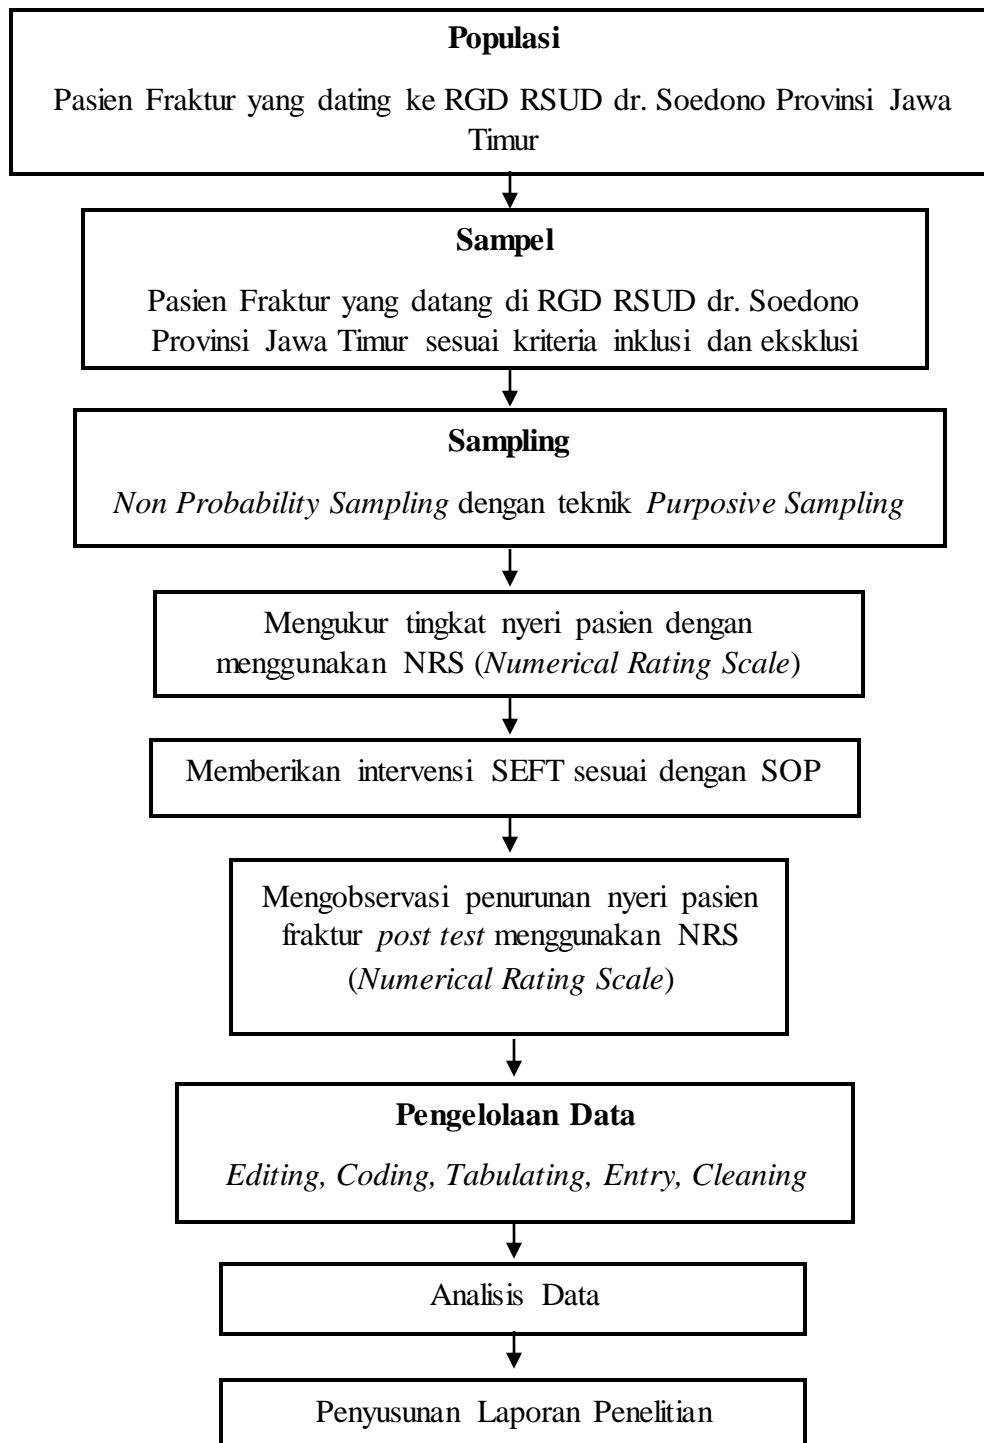 Populasi
Pasien Fraktur yang dating ke RGD RSUD dr. Soedono Provinsi Jawa
Timur
Sampel
Pasien Fraktur yang datang di RGD RSUD dr. Soedono
Provinsi Jawa Timur sesuai kriteria inklusi dan eksklusi
Sampling
Non Probability Sampling dengan teknik Purposive Sampling
Mengukur tingkat nyeri pasien dengan
menggunakan NRS (Numerical Rating Scale)
Memberikan intervensi SEFT sesuai dengan SOP
Mengobservasi penurunan nyeri pasien
fraktur post test menggunakan NRS
(Numerical Rating Scale)
Pengelolaan Data
Editing, Coding, Tabulating, Entry, Cleaning
Analisis Data
Penyusunan Laporan Penelitian